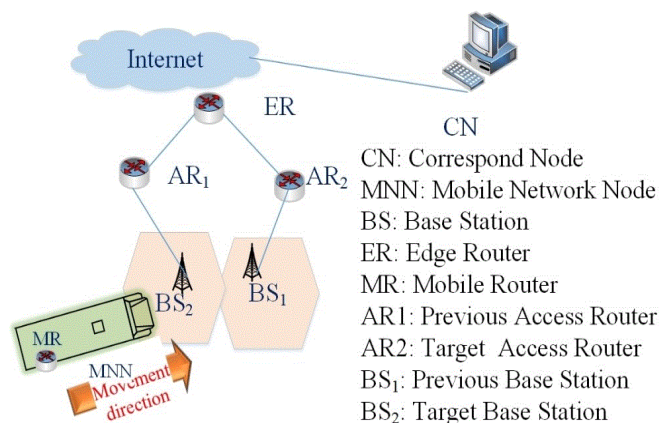 Internet
ER
CN
AR₁
AR₂
BS₂
BS₁
MR
MNN
Movement
direction
CN: Correspond Node
MNN: Mobile Network Node
BS: Base Station
ER: Edge Router
MR: Mobile Router
AR1: Previous Access Router
AR2: Target Access Router
BS₁: Previous Base Station
BS₂: Target Base Station